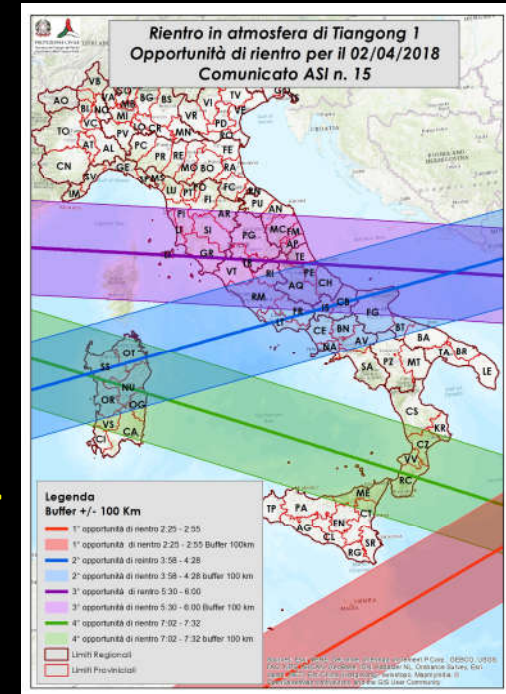 Rientro in atmosfera di Tiangong 1
Opportunità di rientro per il 02/04/2018
Comunicato ASI n. 15
VB
AO
BI
NO
MI
BG
BS
VI
TV
VR
VE
TO
VC
PV
LO
CR
MN
PD
AT
AL
PC
PR
RE
FE
CN
GE
SV
MS
MO
BO
RA
IM
LU
PT
FI
FC
RN
PU
AN
PI
AR
LI
SI
PG
MC
FM
AP
GR
TE
VT
RI
PE
AQ
CH
RM
FR
IS
CB
FG
LT
CE
BN
BT
NA
AV
BA
SA
PZ
MT
TA
BR
LE
OT
SS
NU
OR
OG
VS
CI
CA
CS
KR
CZ
VV
RC
ME
TP
PA
CT
AG
EN
CL
SR
RG
Legenda
Buffer +/- 100 Km
1° opportunità di rientro 2:25 - 2:55
1° opportunità di rientro 2:25 - 2:55 Buffer 100km
2° opportunità di rientro 3:58 - 4:28
2° opportunità di rientro 3:58 - 4:28 buffer 100 km
3° opportunità di rientro 5:30 - 6:00
3° opportunità di rientro 5:30 - 6:00 Buffer 100 km
4° opportunità di rientro 7:02 - 7:32
4° opportunità di rientro 7:02 - 7:32 buffer 100 km
Limiti Regionali
Limiti Provinciali